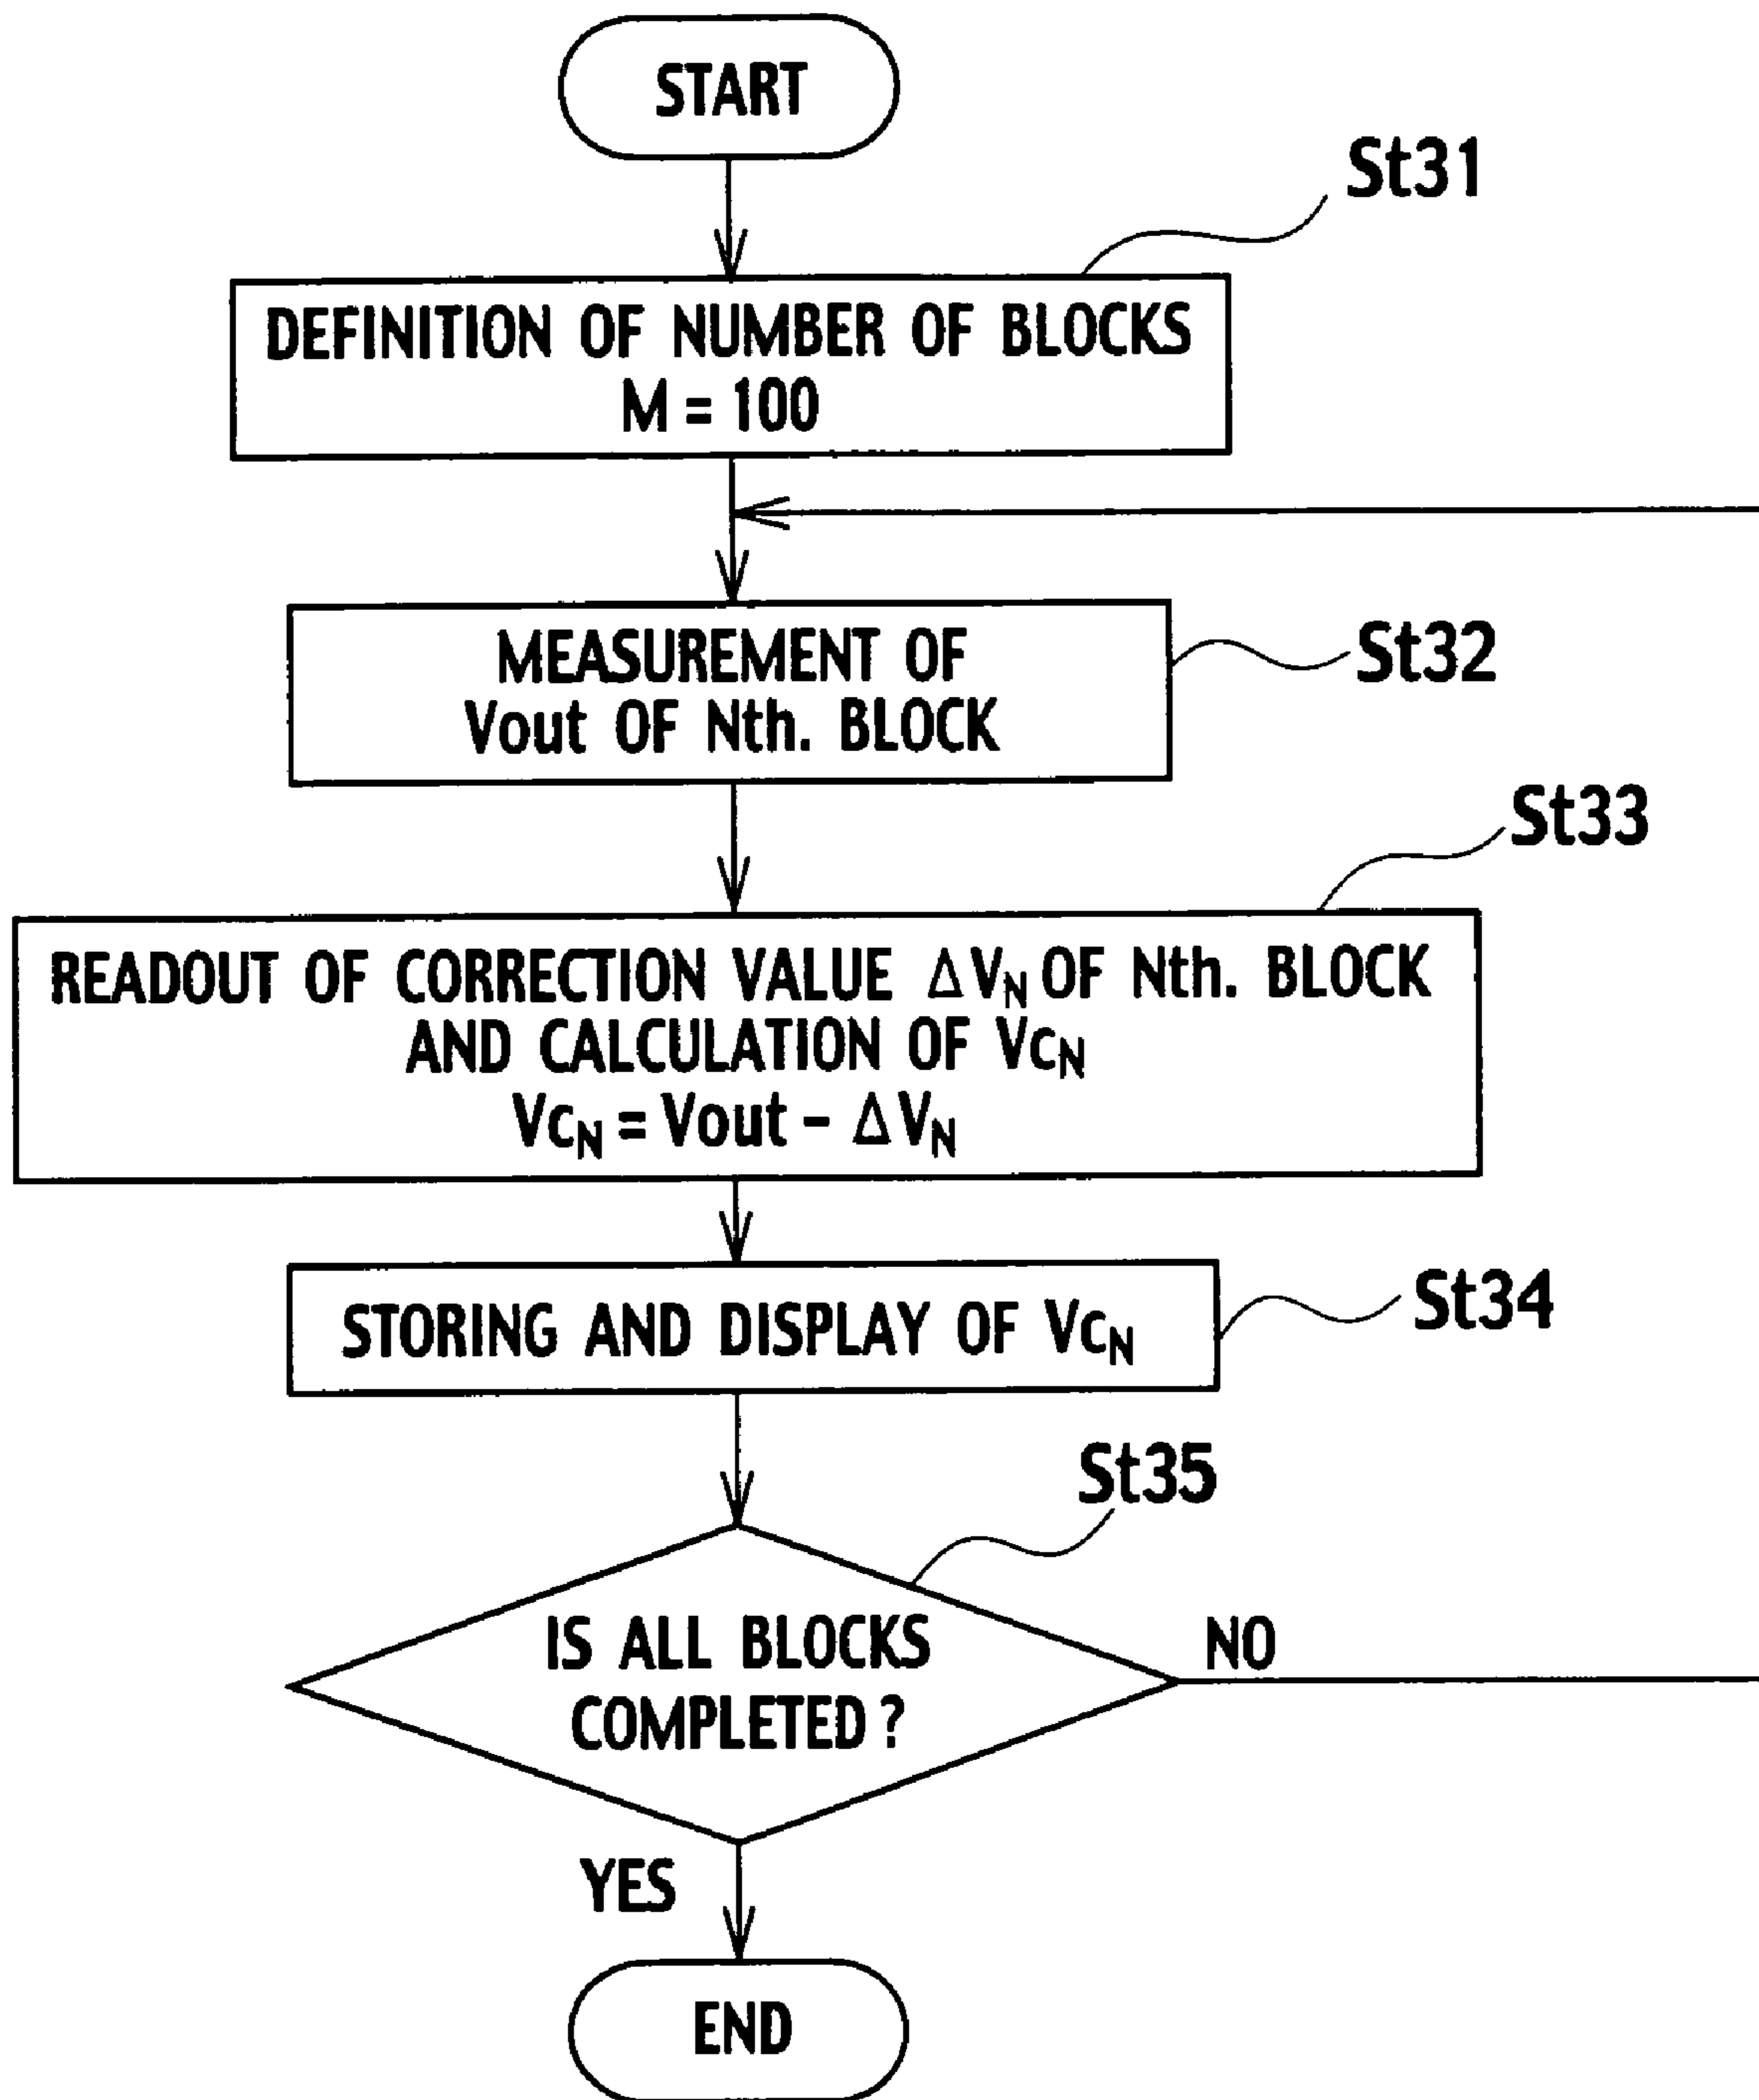 START
St31
DEFINITION OF NUMBER OF BLOCKS
M = 100
MEASUREMENT OF
Vout OF Nth. BLOCK
St32
St33
READOUT OF CORRECTION VALUE ΔVN OF Nth. BLOCK
AND CALCULATION OF VCN
VCN = Vout – ΔVN
STORING AND DISPLAY OF VCN
St34
St35
IS ALL BLOCKS
COMPLETED ?
NO
YES
END